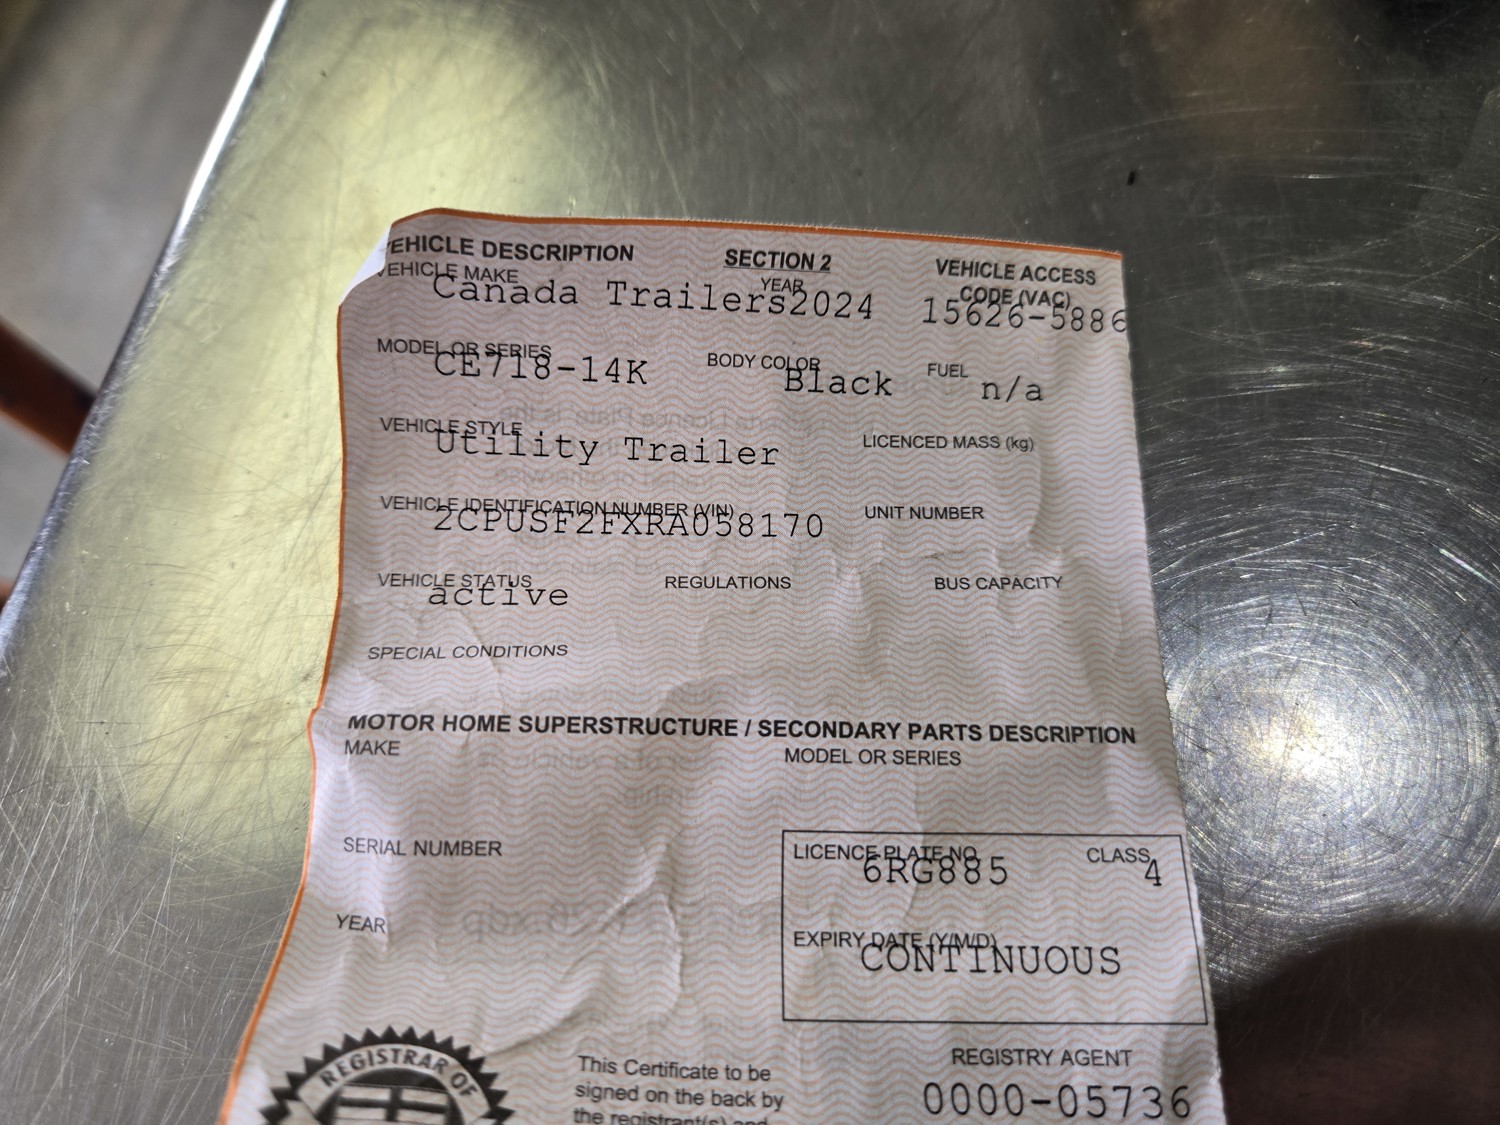 VEHICLE DESCRIPTION SECTION 2 VEHICLE ACCESS CODE (VAC)
VEHICLE MAKE YEAR
Canada Trailers 2024 15626-5886
MODEL OR SERIES BODY COLOR FUEL
CE718-14K Black n/a
VEHICLE STYLE LICENCED MASS (kg)
Utility Trailer
VEHICLE IDENTIFICATION NUMBER (VIN) UNIT NUMBER
2CPUSF2FXRA058170
VEHICLE STATUS REGULATIONS BUS CAPACITY
active
SPECIAL CONDITIONS
MOTOR HOME SUPERSTRUCTURE / SECONDARY PARTS DESCRIPTION
MAKE MODEL OR SERIES
SERIAL NUMBER
LICENCE PLATE NO. CLASS
6RG885 4
YEAR
EXPIRY DATE (Y/M/D)
CONTINUOUS
REGISTRAR OF
This Certificate to be
signed on the back by
the registrant(s) and
REGISTRY AGENT
0000-05736